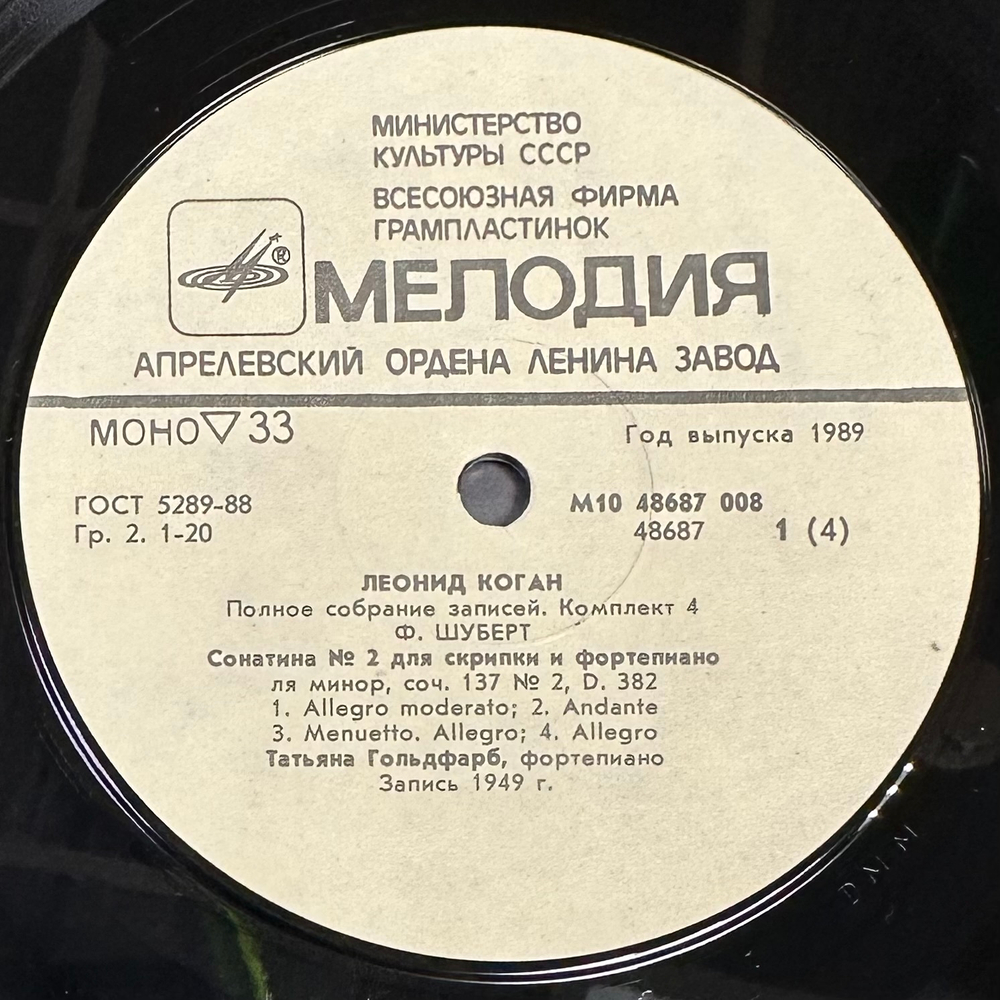 МИНИСТЕРСТВО
КУЛЬТУРЫ СССР
ВСЕСОЮЗНАЯ ФИРМА
ГРАМПЛАСТИНОК
®
МЕЛОДИЯ
АПРЕЛЕВСКИЙ ОРДЕНА ЛЕНИНА ЗАВОД
МОНО ▽ 33
Год выпуска 1989
ГОСТ 5289-88
Гр. 2. 1-20
М10 48687 008
48687 1 (4)
ЛЕОНИД КОГАН
Полное собрание записей. Комплект 4
Ф. ШУБЕРТ
Сонатина № 2 для скрипки и фортепиано
ля минор, соч. 137 № 2, D. 382
1. Allegro moderato; 2. Andante
3. Menuetto. Allegro; 4. Allegro
Татьяна Гольдфарб, фортепиано
Запись 1949 г.
DMM